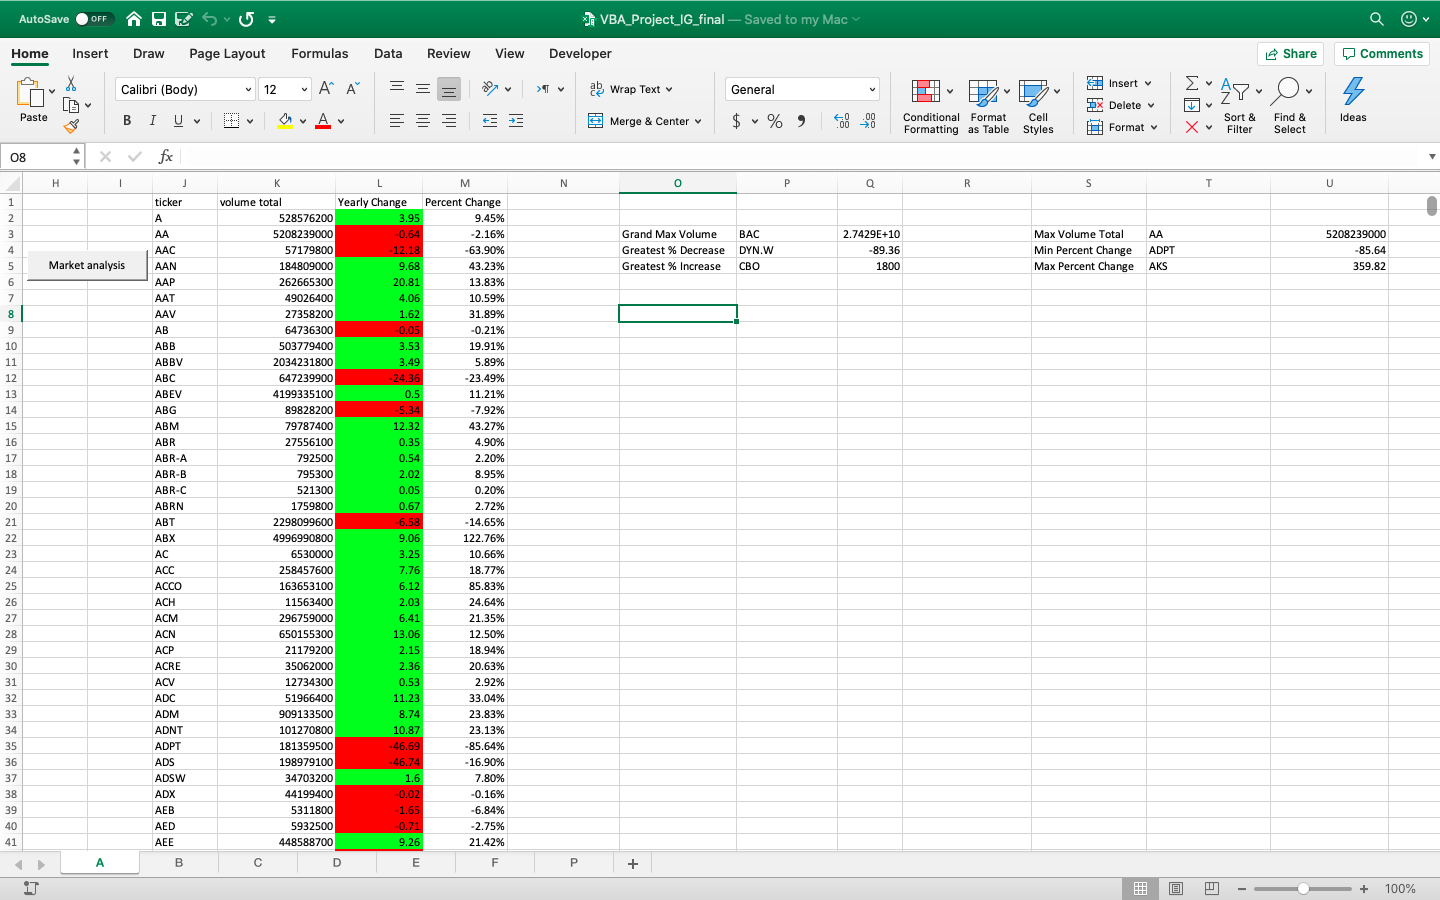 AutoSave OFF VBA_Project_IG_final — Saved to my Mac
Home Insert Draw Page Layout Formulas Data Review View Developer Share Comments
Paste Calibri (Body) 12 A A ab c Wrap Text General Insert
B I U A Merge & Center $ % Delete
Conditional Formatting Format as Table Cell Styles Format Sort & Filter Find & Select Ideas
O8 fx
H I J K L M N O P Q R S T U
1 ticker volume total Yearly Change Percent Change
2 A 528576200 3.95 9.45%
3 AA 5208239000 -0.64 -2.16% Grand Max Volume BAC 2.7429E+10 Max Volume Total AA 5208239000
4 AAC 57179800 -12.18 -63.90% Greatest % Decrease DYN.W -89.36 Min Percent Change ADPT -85.64
5 Market analysis AAN 184809000 9.68 43.23% Greatest % Increase CBO 1800 Max Percent Change AKS 359.82
6 AAP 262665300 20.81 13.83%
7 AAT 49026400 4.06 10.59%
8 AAV 27358200 1.62 31.89%
9 AB 64736300 -0.05 -0.21%
10 ABB 503779400 3.53 19.91%
11 ABBV 2034231800 3.49 5.89%
12 ABC 647239900 -24.36 -23.49%
13 ABEV 4199335100 0.5 11.21%
14 ABG 89828200 -5.34 -7.92%
15 ABM 79787400 12.32 43.27%
16 ABR 27556100 0.35 4.90%
17 ABR-A 792500 0.54 2.20%
18 ABR-B 795300 2.02 8.95%
19 ABR-C 521300 0.05 0.20%
20 ABRN 1759800 0.67 2.72%
21 ABT 2298099600 -6.58 -14.65%
22 ABX 4996990800 9.06 122.76%
23 AC 6530000 3.25 10.66%
24 ACC 258457600 7.76 18.77%
25 ACCO 163653100 6.12 85.83%
26 ACH 11563400 2.03 24.64%
27 ACM 296759000 6.41 21.35%
28 ACN 650155300 13.06 12.50%
29 ACP 21179200 2.15 18.94%
30 ACRE 35062000 2.36 20.63%
31 ACV 12734300 0.53 2.92%
32 ADC 51966400 11.23 33.04%
33 ADM 909133500 8.74 23.83%
34 ADNT 101270800 10.87 23.13%
35 ADPT 181359500 -46.69 -85.64%
36 ADS 198979100 -46.74 -16.90%
37 ADSW 34703200 1.6 7.80%
38 ADX 44199400 -0.02 -0.16%
39 AEB 5311800 -1.65 -6.84%
40 AED 5932500 -0.71 -2.75%
41 AEE 448588700 9.26 21.42%
A B C D E F P +
100%